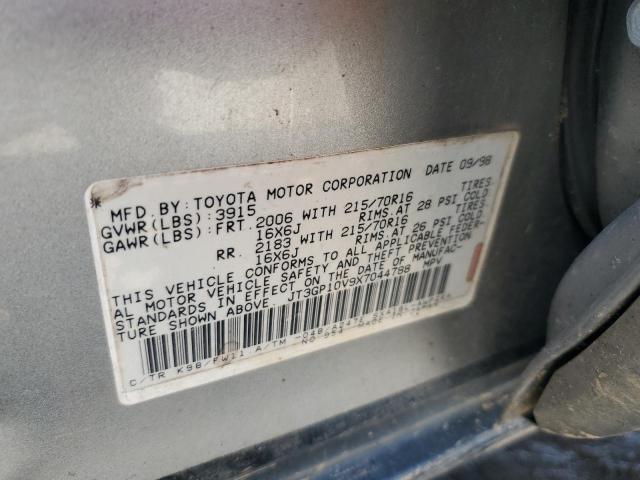 *MFD.BY:TOYOTA MOTOR CORPORATION DATE 09/98
GVWR(LBS):3915
GAWR(LBS):FRT.2006 WITH 215/70R16 TIRES.
16X6J RIMS.AT 28 PSI COLD
RR. 2183 WITH 215/70R16 TIRES.
16X6J RIMS.AT 26 PSI COLD.
THIS VEHICLE CONFORMS TO ALL APPLICABLE FEDER-
AL MOTOR VEHICLE SAFETY AND THEFT PREVENTION
STANDARDS IN EFFECT ON THE DATE OF MANUFAC-
TURE SHOWN ABOVE. JT3GP10V9X7044798 MPV
C/TR K98/FW11 A/TM